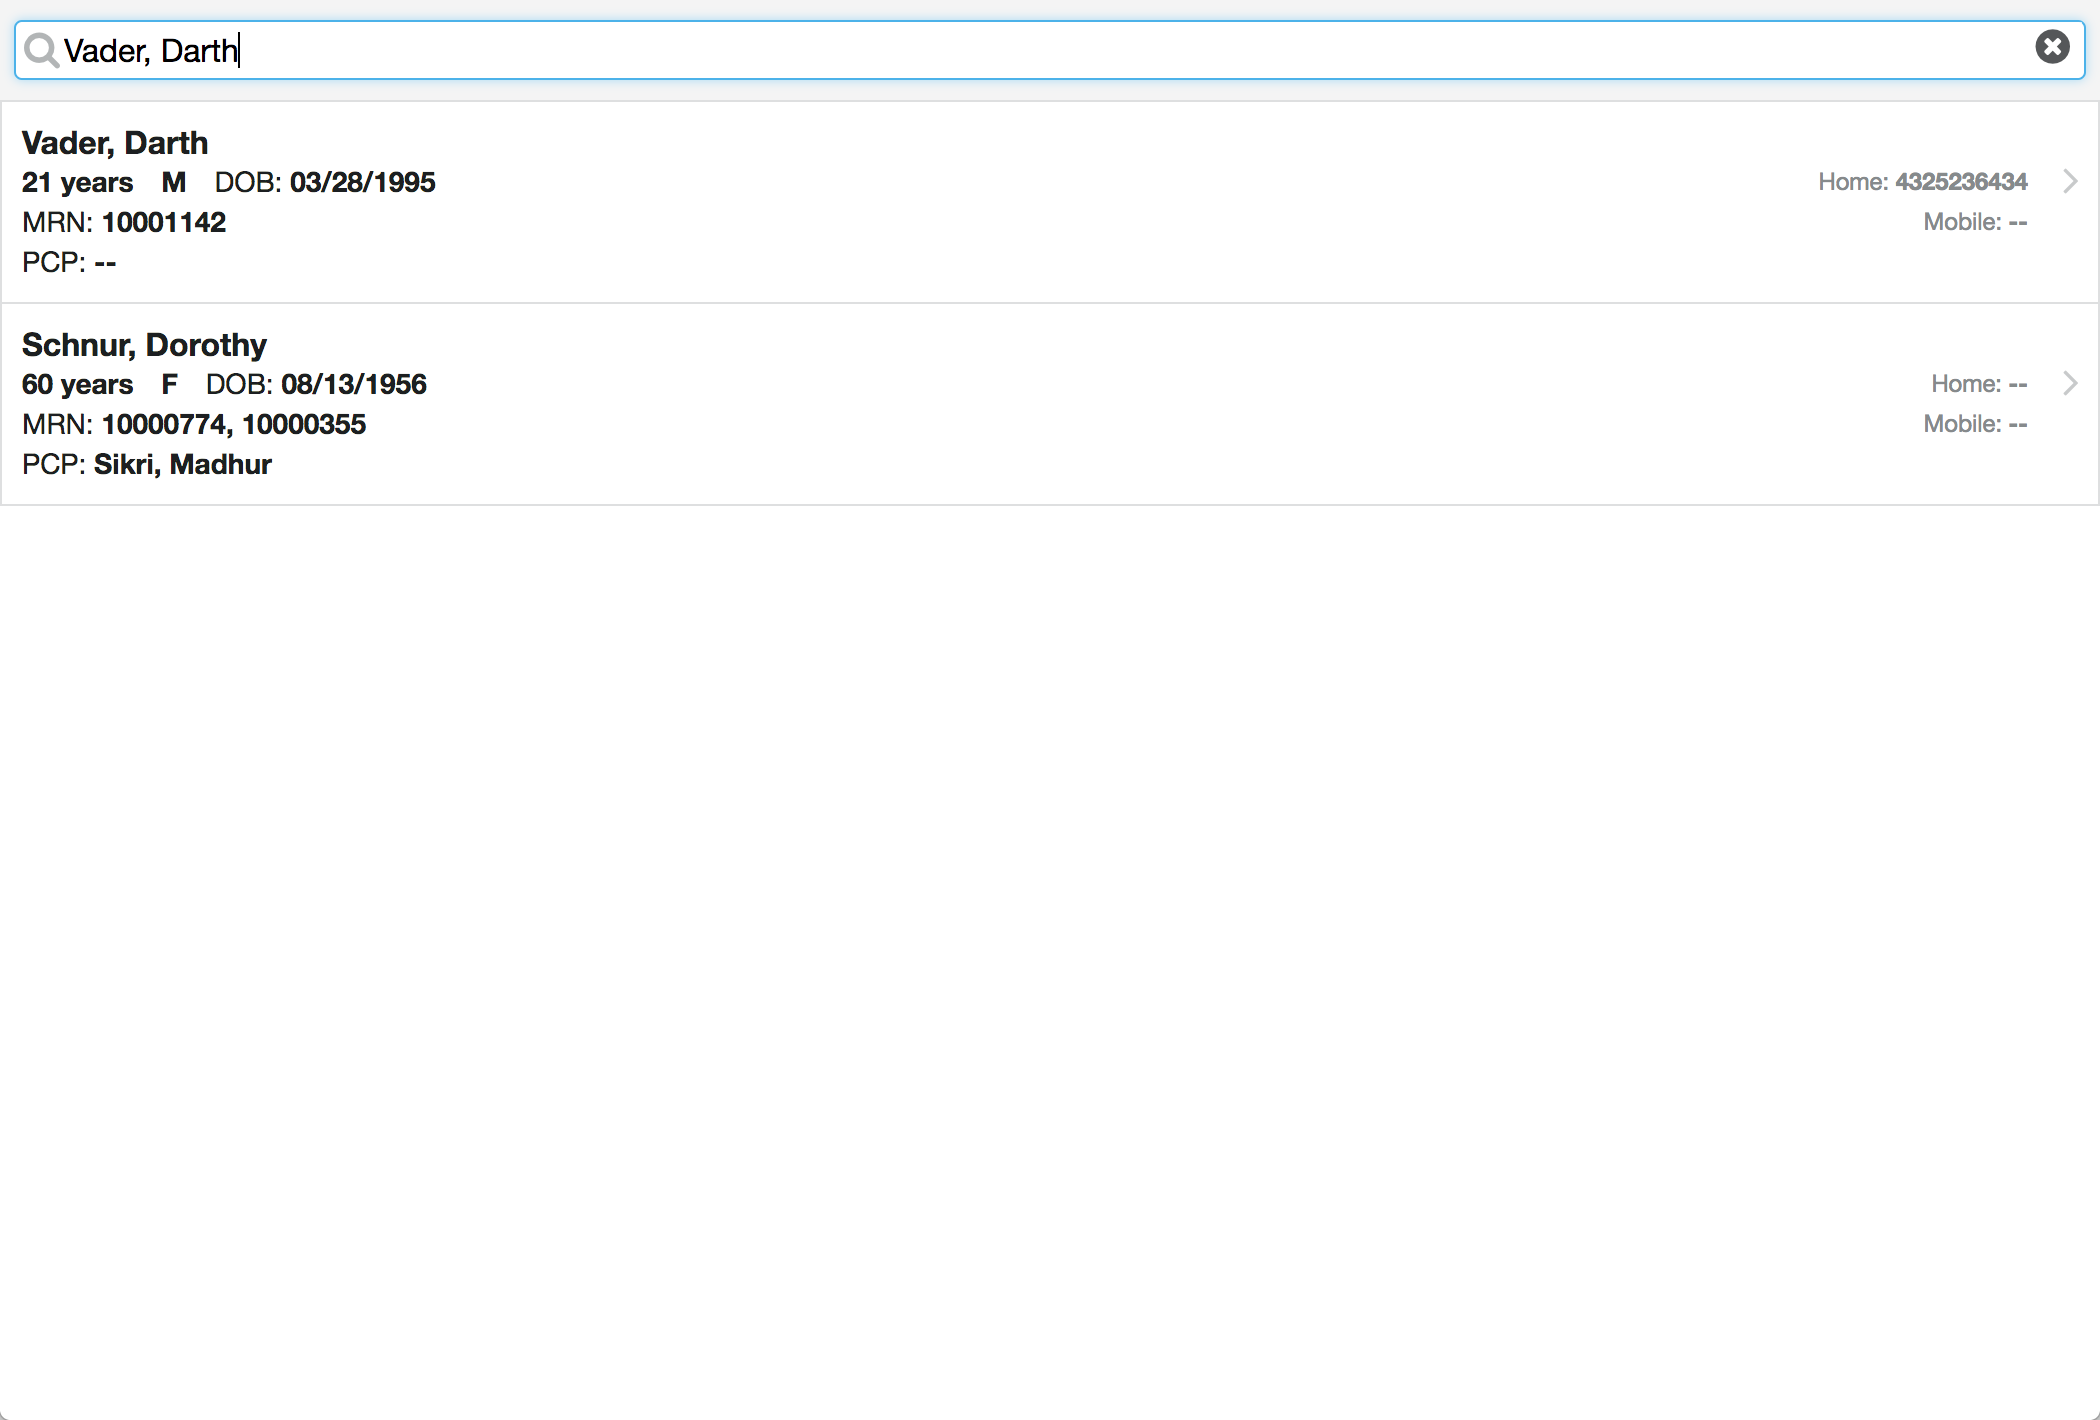 Vader, Darth
Vader, Darth
21 years M DOB: 03/28/1995
Home: 4325236434
MRN: 10001142
Mobile: --
PCP: --
Schnur, Dorothy
60 years F DOB: 08/13/1956
Home: --
MRN: 10000774, 10000355
Mobile: --
PCP: Sikri, Madhur